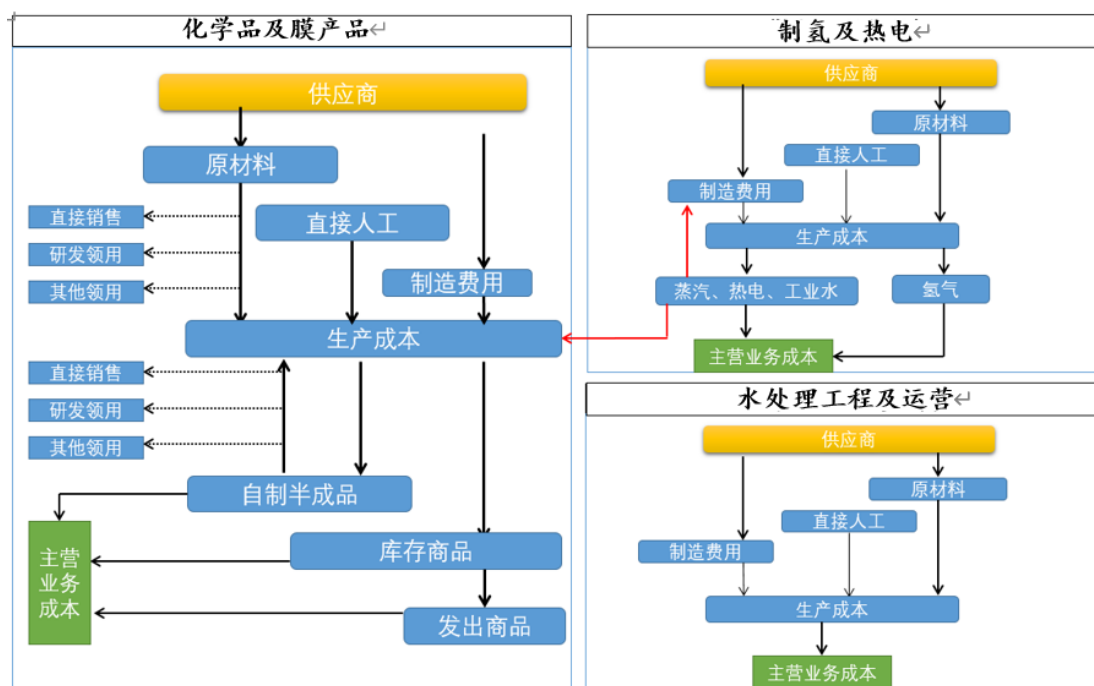 化学品及膜产品
供应商
原材料
直接人工
制造费用
直接销售
研发领用
其他领用
生产成本
直接销售
研发领用
其他领用
自制半成品
主营
业务
成本
库存商品
发出商品
制氢及热电
供应商
原材料
直接人工
制造费用
生产成本
蒸汽、热电、工业水
氢气
主营业务成本
水处理工程及运营
供应商
原材料
直接人工
制造费用
生产成本
主营业务成本